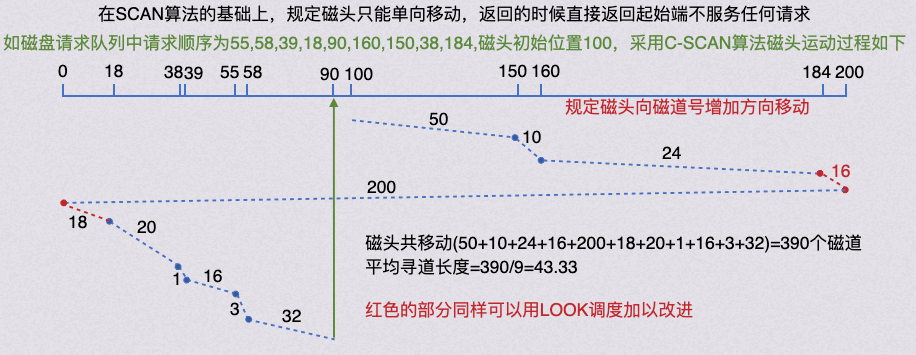 在SCAN算法的基础上，规定磁头只能单向移动，返回的时候直接返回起始端不服务任何请求
如磁盘请求队列中请求顺序为55,58,39,18,90,160,150,38,184,磁头初始位置100，采用C-SCAN算法磁头运动过程如下
0 18 38 39 55 58 90 100 150 160 184 200
规定磁头向磁道号增加方向移动
50
10
24
16
200
18
20
1
16
3
32
磁头共移动(50+10+24+16+200+18+20+1+16+3+32)=390个磁道
平均寻道长度=390/9=43.33
红色的部分同样可以用LOOK调度加以改进